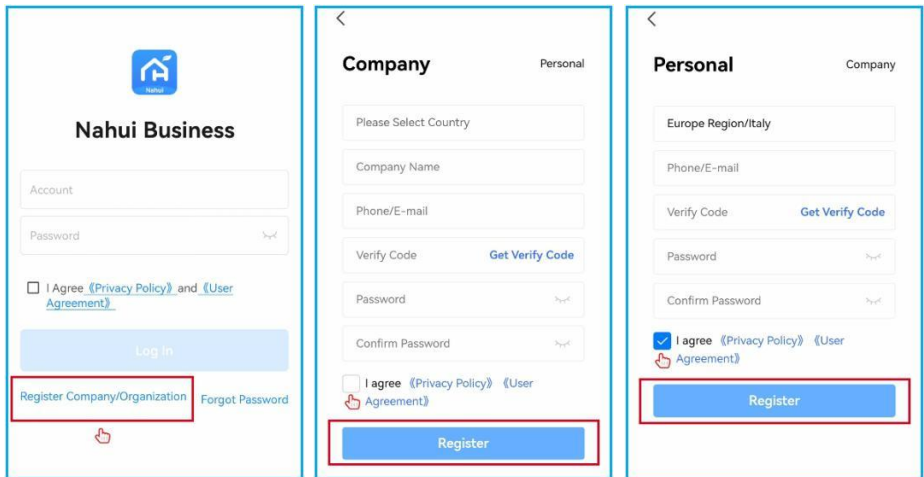 Nahui
Nahui Business
Account
Password
I Agree《Privacy Policy》and《User
Agreement》
Log In
Register Company/Organization
Forgot Password
Company
Personal
Please Select Country
Company Name
Phone/E-mail
Verify Code
Get Verify Code
Password
Confirm Password
I agree《Privacy Policy》《User
Agreement》
Register
Personal
Company
Europe Region/Italy
Phone/E-mail
Verify Code
Get Verify Code
Password
Confirm Password
I agree《Privacy Policy》《User
Agreement》
Register